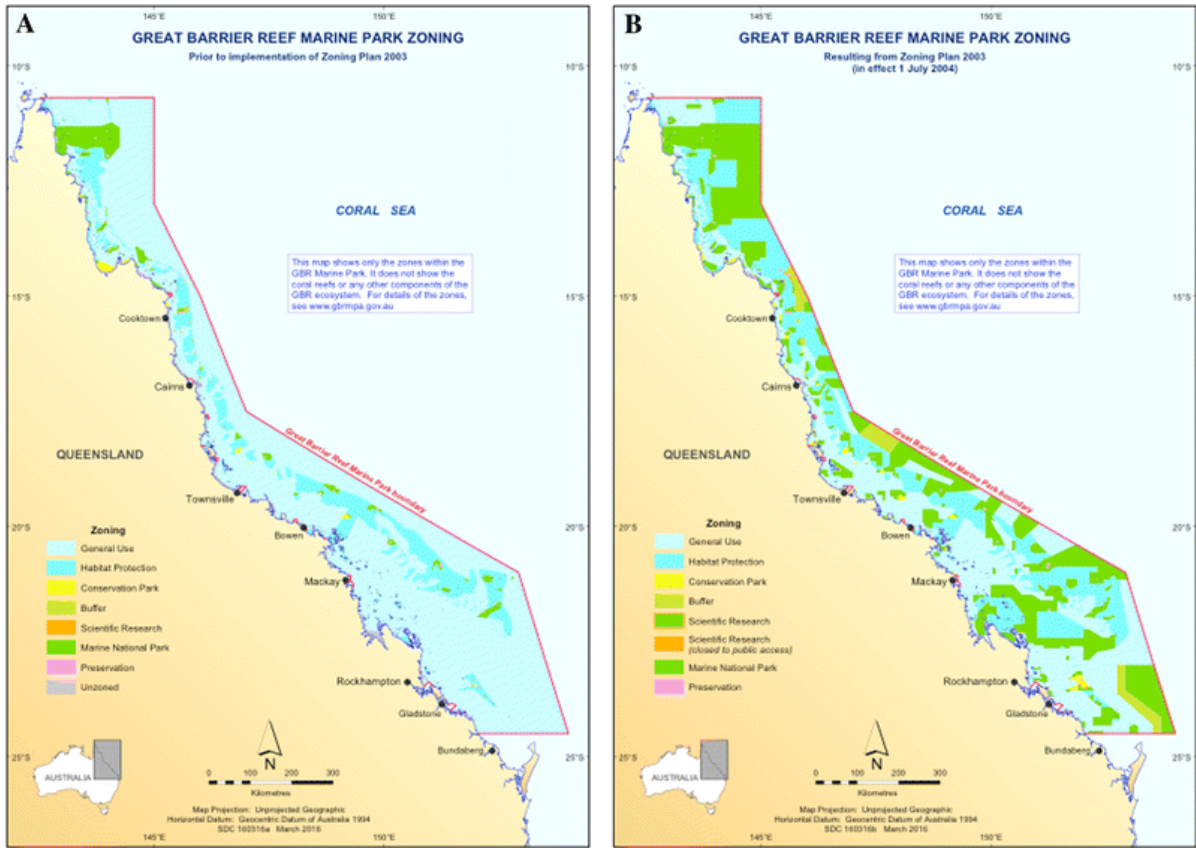 A
145°E
150°E
GREAT BARRIER REEF MARINE PARK ZONING
Prior to implementation of Zoning Plan 2003
10°S
10°S
CORAL SEA
This map shows only the zones within the
GBR Marine Park. It does not show the
coral reefs or any other components of the
GBR ecosystem. For details of the zones,
see www.gbrmpa.gov.au
15°S
15°S
Cooktown
Cairns
Great Barrier Reef Marine Park boundary
QUEENSLAND
Townsville
20°S
20°S
Bowen
Zoning
General Use
Habitat Protection
Conservation Park
Buffer
Scientific Research
Marine National Park
Preservation
Unzoned
Mackay
Rockhampton
Gladstone
Bundaberg
25°S
25°S
AUSTRALIA
N
0 100 200 300
Kilometres
Map Projection: Unprojected Geographic
Horizontal Datum: Geocentric Datum of Australia 1994
SDC 160316a March 2016
145°E
150°E
B
145°E
150°E
GREAT BARRIER REEF MARINE PARK ZONING
Resulting from Zoning Plan 2003
(in effect 1 July 2004)
10°S
10°S
CORAL SEA
This map shows only the zones within the
GBR Marine Park. It does not show the
coral reefs or any other components of the
GBR ecosystem. For details of the zones,
see www.gbrmpa.gov.au
15°S
15°S
Cooktown
Cairns
Great Barrier Reef Marine Park boundary
QUEENSLAND
Townsville
20°S
20°S
Bowen
Zoning
General Use
Habitat Protection
Conservation Park
Buffer
Scientific Research
Scientific Research
(closed to public access)
Marine National Park
Preservation
Mackay
Rockhampton
Gladstone
Bundaberg
25°S
25°S
AUSTRALIA
N
0 100 200 300
Kilometres
Map Projection: Unprojected Geographic
Horizontal Datum: Geocentric Datum of Australia 1994
SDC 160316b March 2016
145°E
150°E